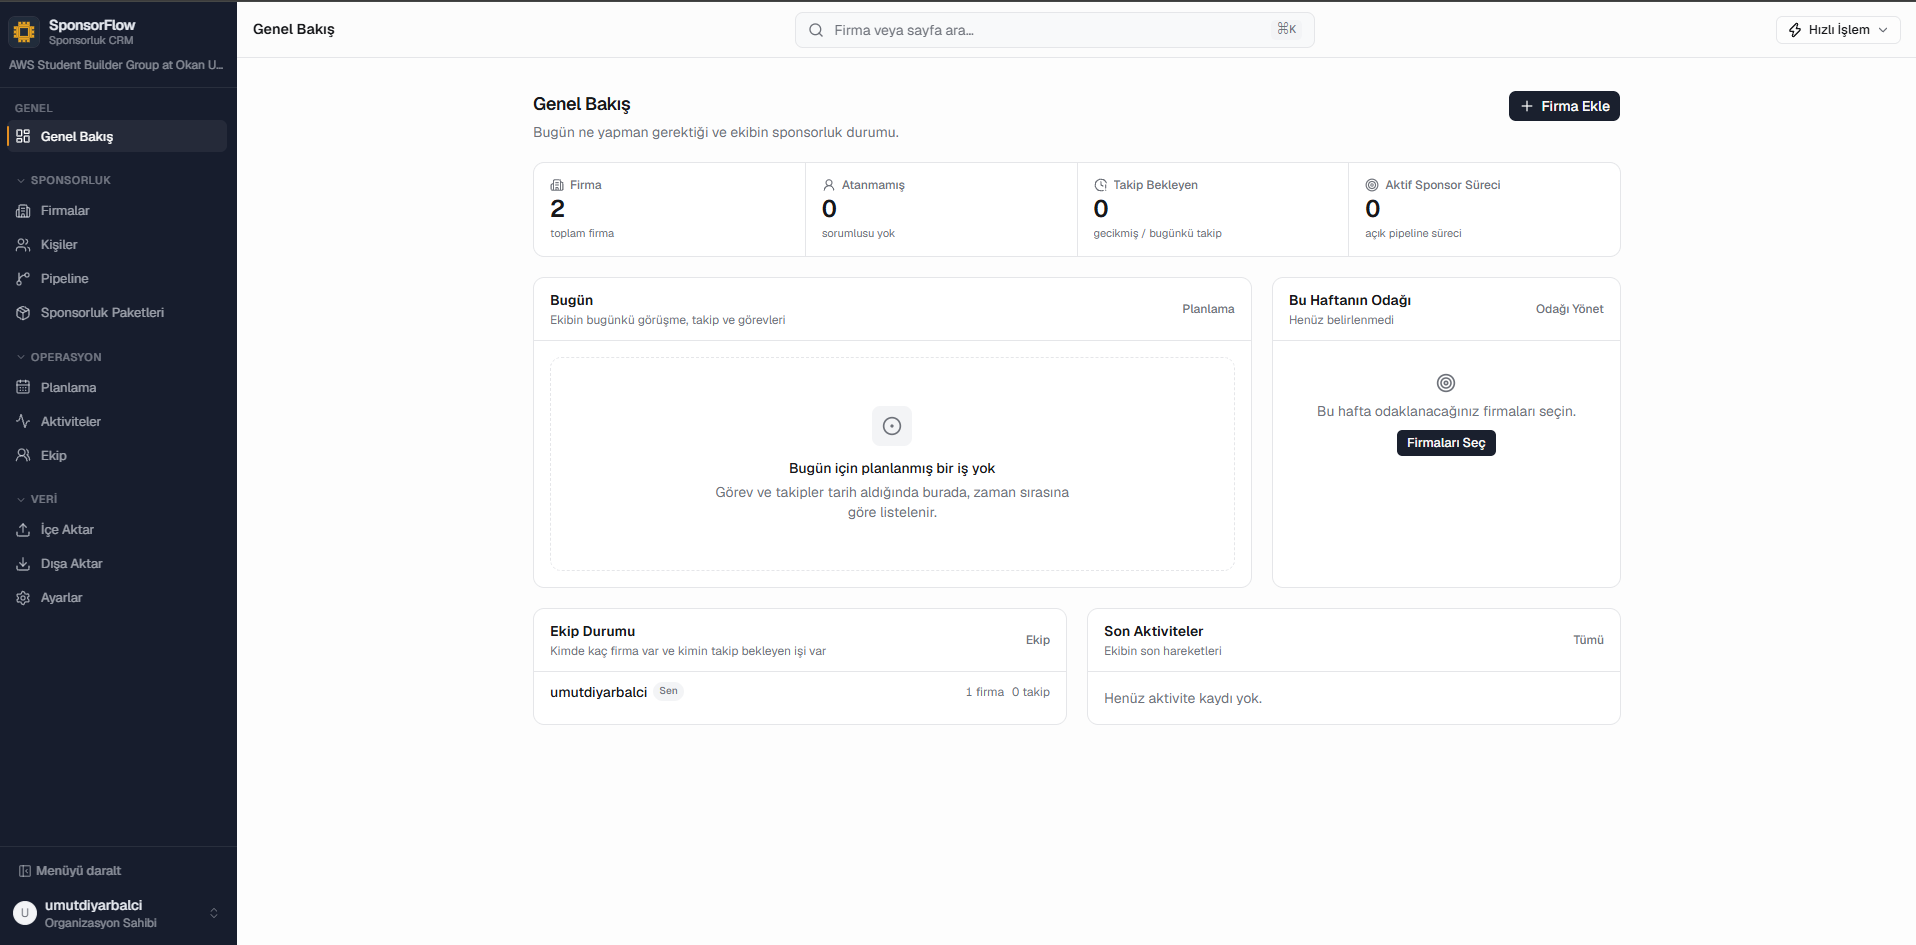 SponsorFlow
Sponsorluk CRM
AWS Student Builder Group at Okan U...
GENEL
Genel Bakış
SPONSORLUK
Firmalar
Kişiler
Pipeline
Sponsorluk Paketleri
OPERASYON
Planlama
Aktiviteler
Ekip
VERİ
İçe Aktar
Dışa Aktar
Ayarlar
Menüyü daralt
U
umutdiyarbalci
Organizasyon Sahibi
Genel Bakış
Firma veya sayfa ara...
⌘K
Hızlı İşlem
Genel Bakış
Bugün ne yapman gerektiği ve ekibin sponsorluk durumu.
+ Firma Ekle
Firma
2
toplam firma
Atanmamış
0
sorumlusu yok
Takip Bekleyen
0
gecikmiş / bugünkü takip
Aktif Sponsor Süreci
0
açık pipeline süreci
Bugün
Ekibin bugünkü görüşme, takip ve görevleri
Planlama
Bugün için planlanmış bir iş yok
Görev ve takipler tarih aldığında burada, zaman sırasına
göre listelenir.
Bu Haftanın Odağı
Henüz belirlenmedi
Odağı Yönet
Bu hafta odaklanacağınız firmaları seçin.
Firmaları Seç
Ekip Durumu
Kimde kaç firma var ve kimin takip bekleyen işi var
Ekip
umutdiyarbalci Sen
1 firma 0 takip
Son Aktiviteler
Ekibin son hareketleri
Tümü
Henüz aktivite kaydı yok.